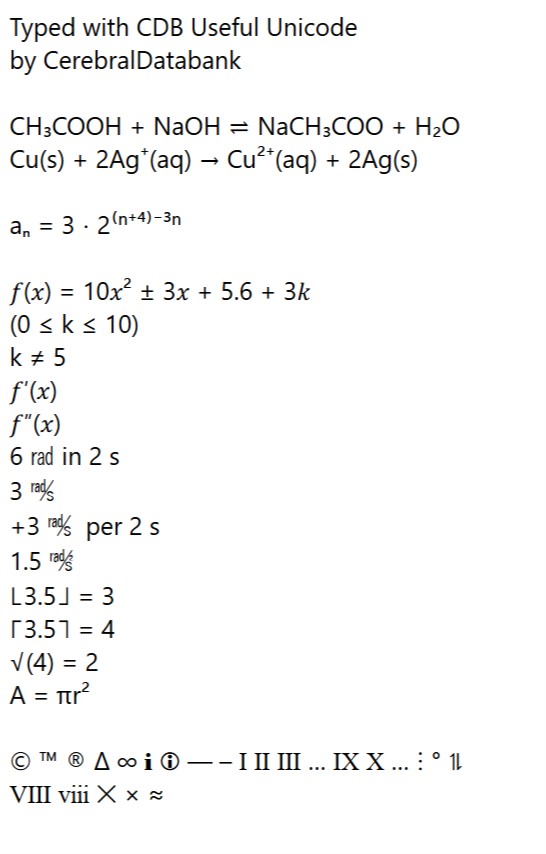 Typed with CDB Useful Unicode
by CerebralDatabank
CH₃COOH + NaOH ⇌ NaCH₃COO + H₂O
Cu(s) + 2Ag⁺(aq) → Cu²⁺(aq) + 2Ag(s)
aₙ = 3 · 2⁽ⁿ⁺⁴⁾⁻³ⁿ
𝑓(𝑥) = 10𝑥² ± 3𝑥 + 5.6 + 3𝑘
(0 ≤ k ≤ 10)
k ≠ 5
𝑓′(𝑥)
𝑓″(𝑥)
6 ㎭ in 2 s
3 ㎮
+3 ㎮ per 2 s
1.5 ㎯
⌊3.5⌋ = 3
⌈3.5⌉ = 4
√(4) = 2
A = πr²
© ™ ® Δ ∞ ℹ 🛈 — – Ⅰ Ⅱ Ⅲ … Ⅸ Ⅹ … ⋮ ° ⥮
Ⅷ ⅷ ✕ × ≈